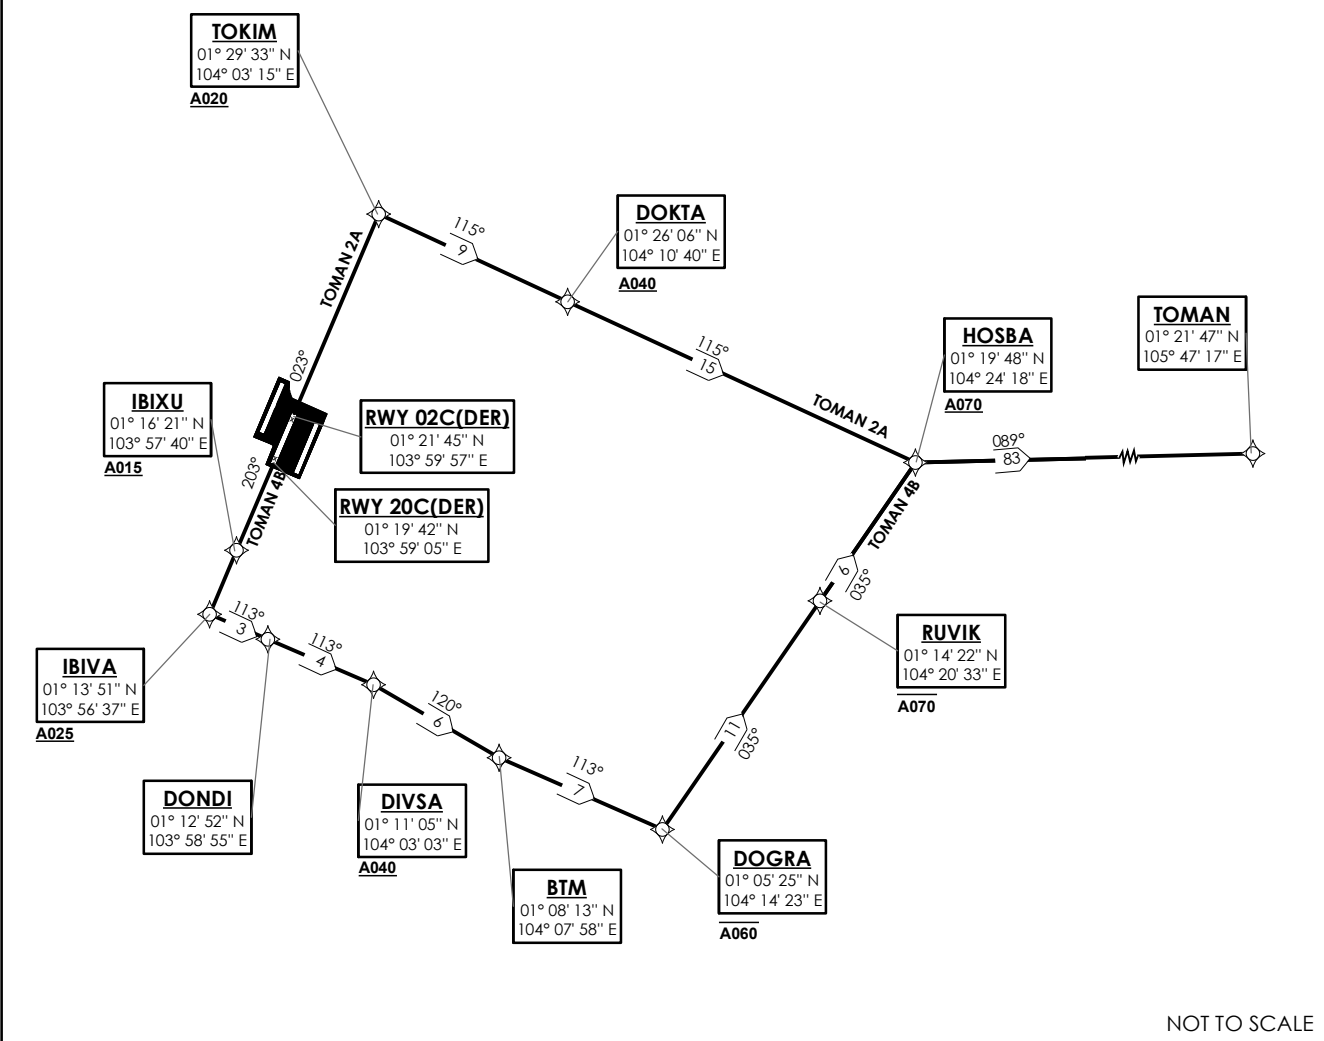 TOKIM
01° 29' 33" N
104° 03' 15" E
A020
115°
9
DOKTA
01° 26' 06" N
104° 10' 40" E
A040
TOMAN 2A
023°
115°
15
TOMAN 2A
HOSBA
01° 19' 48" N
104° 24' 18" E
A070
TOMAN
01° 21' 47" N
105° 47' 17" E
089°
83
IBIXU
01° 16' 21" N
103° 57' 40" E
A015
RWY 02C(DER)
01° 21' 45" N
103° 59' 57" E
RWY 20C(DER)
01° 19' 42" N
103° 59' 05" E
203°
TOMAN 4B
TOMAN 4B
6
035°
RUVIK
01° 14' 22" N
104° 20' 33" E
A070
11
035°
IBIVA
01° 13' 51" N
103° 56' 37" E
A025
113°
3
113°
4
120°
6
113°
7
DONDI
01° 12' 52" N
103° 58' 55" E
DIVSA
01° 11' 05" N
104° 03' 03" E
A040
BTM
01° 08' 13" N
104° 07' 58" E
DOGRA
01° 05' 25" N
104° 14' 23" E
A060
NOT TO SCALE